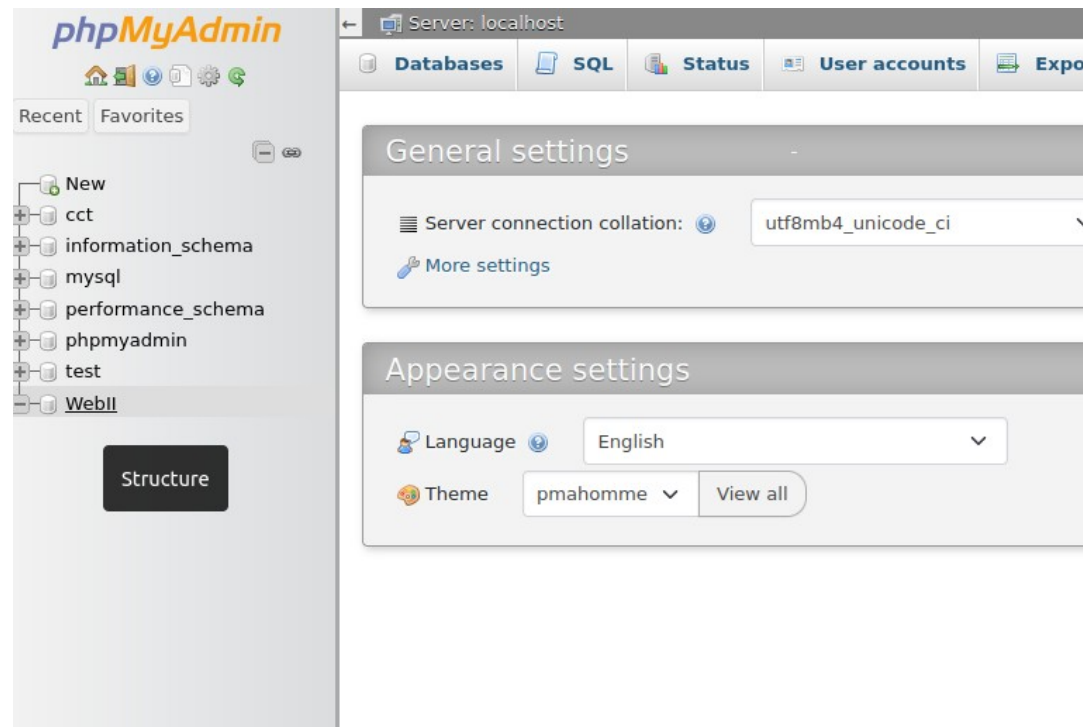 phpMyAdmin
Recent Favorites
New
cct
information_schema
mysql
performance_schema
phpmyadmin
test
WebII
Structure
Server: localhost
Databases SQL Status User accounts Expo
General settings -
Server connection collation: utf8mb4_unicode_ci
More settings
Appearance settings
Language English
Theme pmahomme View all